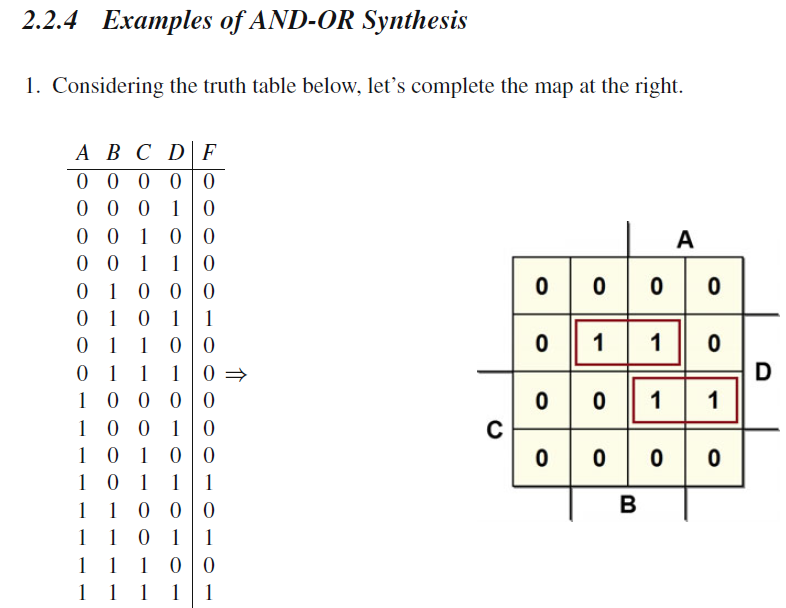 2.2.4 Examples of AND-OR Synthesis
1. Considering the truth table below, let's complete the map at the right.
A B C D F
0 0 0 0 0
0 0 0 1 0
0 0 1 0 0
0 0 1 1 0
0 1 0 0 0
0 1 0 1 1
0 1 1 0 0
0 1 1 1 0 ⇒
1 0 0 0 0
1 0 0 1 0
1 0 1 0 0
1 0 1 1 1
1 1 0 0 0
1 1 0 1 1
1 1 1 0 0
1 1 1 1 1
A
0 0 0 0
0 1 1 0
D
0 0 1 1
C
0 0 0 0
B